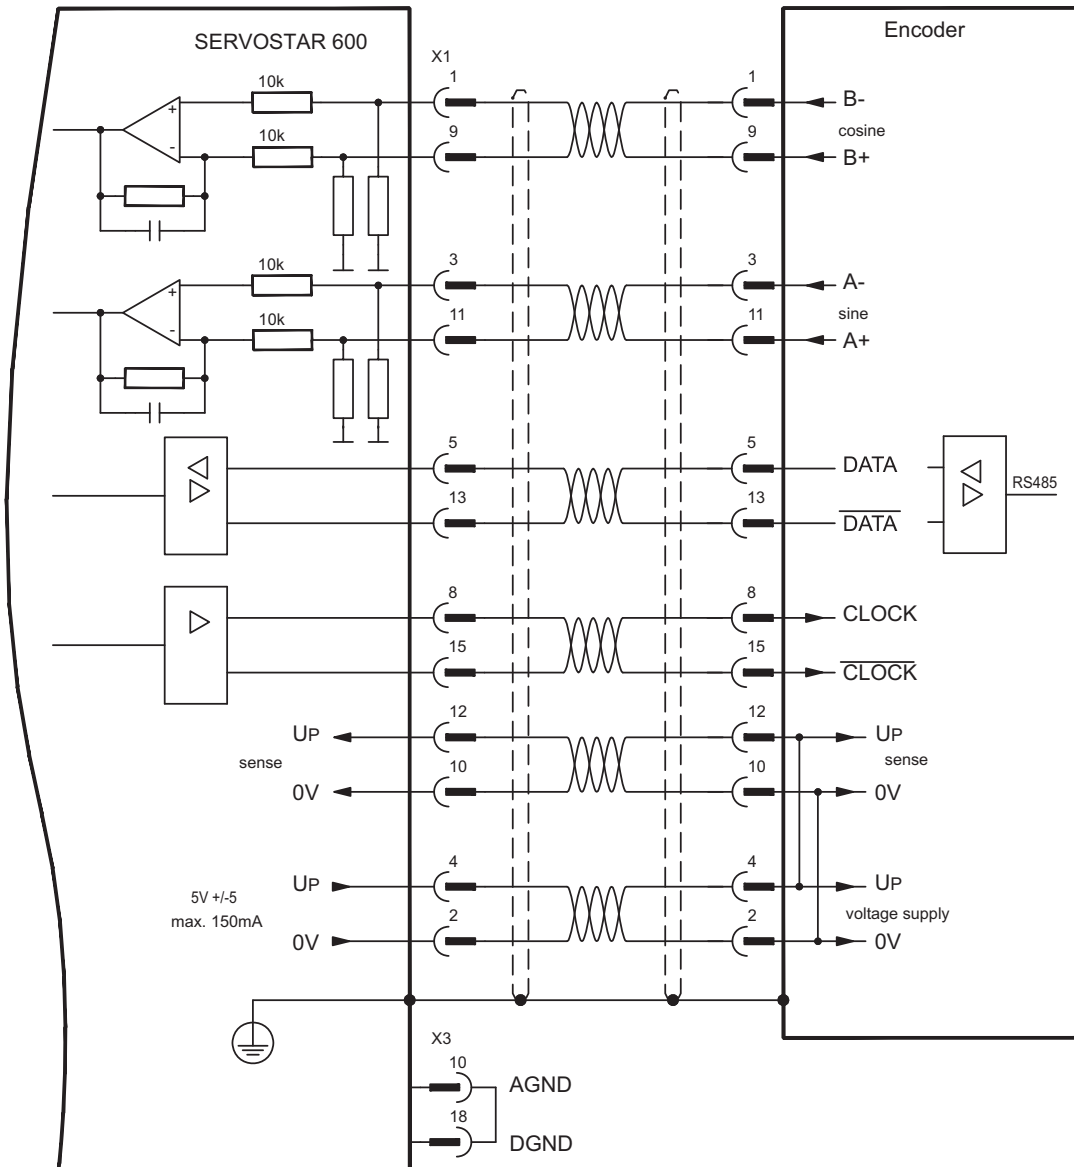 SERVOSTAR 600
Encoder
X1
10k
1
1
B-
cosine
10k
9
9
B+
+
-
10k
3
3
A-
sine
10k
11
11
A+
+
-
5
5
DATA
RS485
13
13
DATA
8
8
CLOCK
15
15
CLOCK
UP
12
12
UP
sense
sense
0V
10
10
0V
UP
4
4
UP
5V +/-5
max. 150mA
voltage supply
0V
2
2
0V
X3
10
AGND
18
DGND